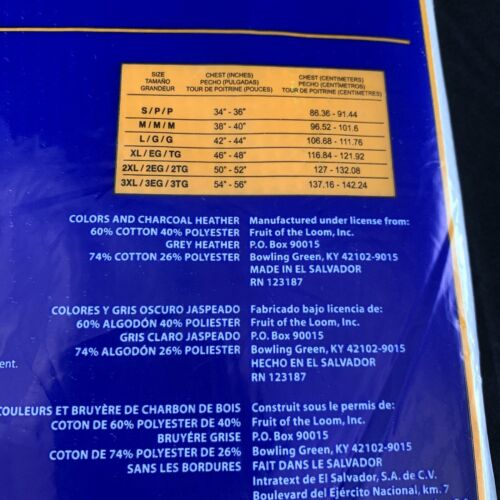 SIZE CHEST (INCHES) CHEST (CENTIMETERS)
TAMAÑO PECHO (PULGADAS) PECHO (CENTÍMETROS)
GRANDEUR TOUR DE POITRINE (POUCES) TOUR DE POITRINE (CENTIMÈTRES)
S / P / P 34" - 36" 86.36 - 91.44
M / M / M 38" - 40" 96.52 - 101.6
L / G / G 42" - 44" 106.68 - 111.76
XL / EG / TG 46" - 48" 116.84 - 121.92
2XL / 2EG / 2TG 50" - 52" 127 - 132.08
3XL / 3EG / 3TG 54" - 56" 137.16 - 142.24
COLORS AND CHARCOAL HEATHER
60% COTTON 40% POLYESTER
GREY HEATHER
74% COTTON 26% POLYESTER
Manufactured under license from:
Fruit of the Loom, Inc.
P.O. Box 90015
Bowling Green, KY 42102-9015
MADE IN EL SALVADOR
RN 123187
COLORES Y GRIS OSCURO JASPEADO
60% ALGODÓN 40% POLIESTER
GRIS CLARO JASPEADO
74% ALGODÓN 26% POLIESTER
Fabricado bajo licencia de:
Fruit of the Loom, Inc.
P.O. Box 90015
Bowling Green, KY 42102-9015
HECHO EN EL SALVADOR
RN 123187
COULEURS ET BRUYÈRE DE CHARBON DE BOIS
COTON DE 60% POLYESTER DE 40%
BRUYÉRE GRISE
COTON DE 74% POLYESTER DE 26%
SANS LES BORDURES
Construit sous le permis de:
Fruit of the Loom, Inc.
P.O. Box 90015
Bowling Green, KY 42102-9015
FAIT DANS LE SALVADOR
Intratext de El Salvador, S.A. de C.V.
Boulevard del Ejército Nacional, km. 7